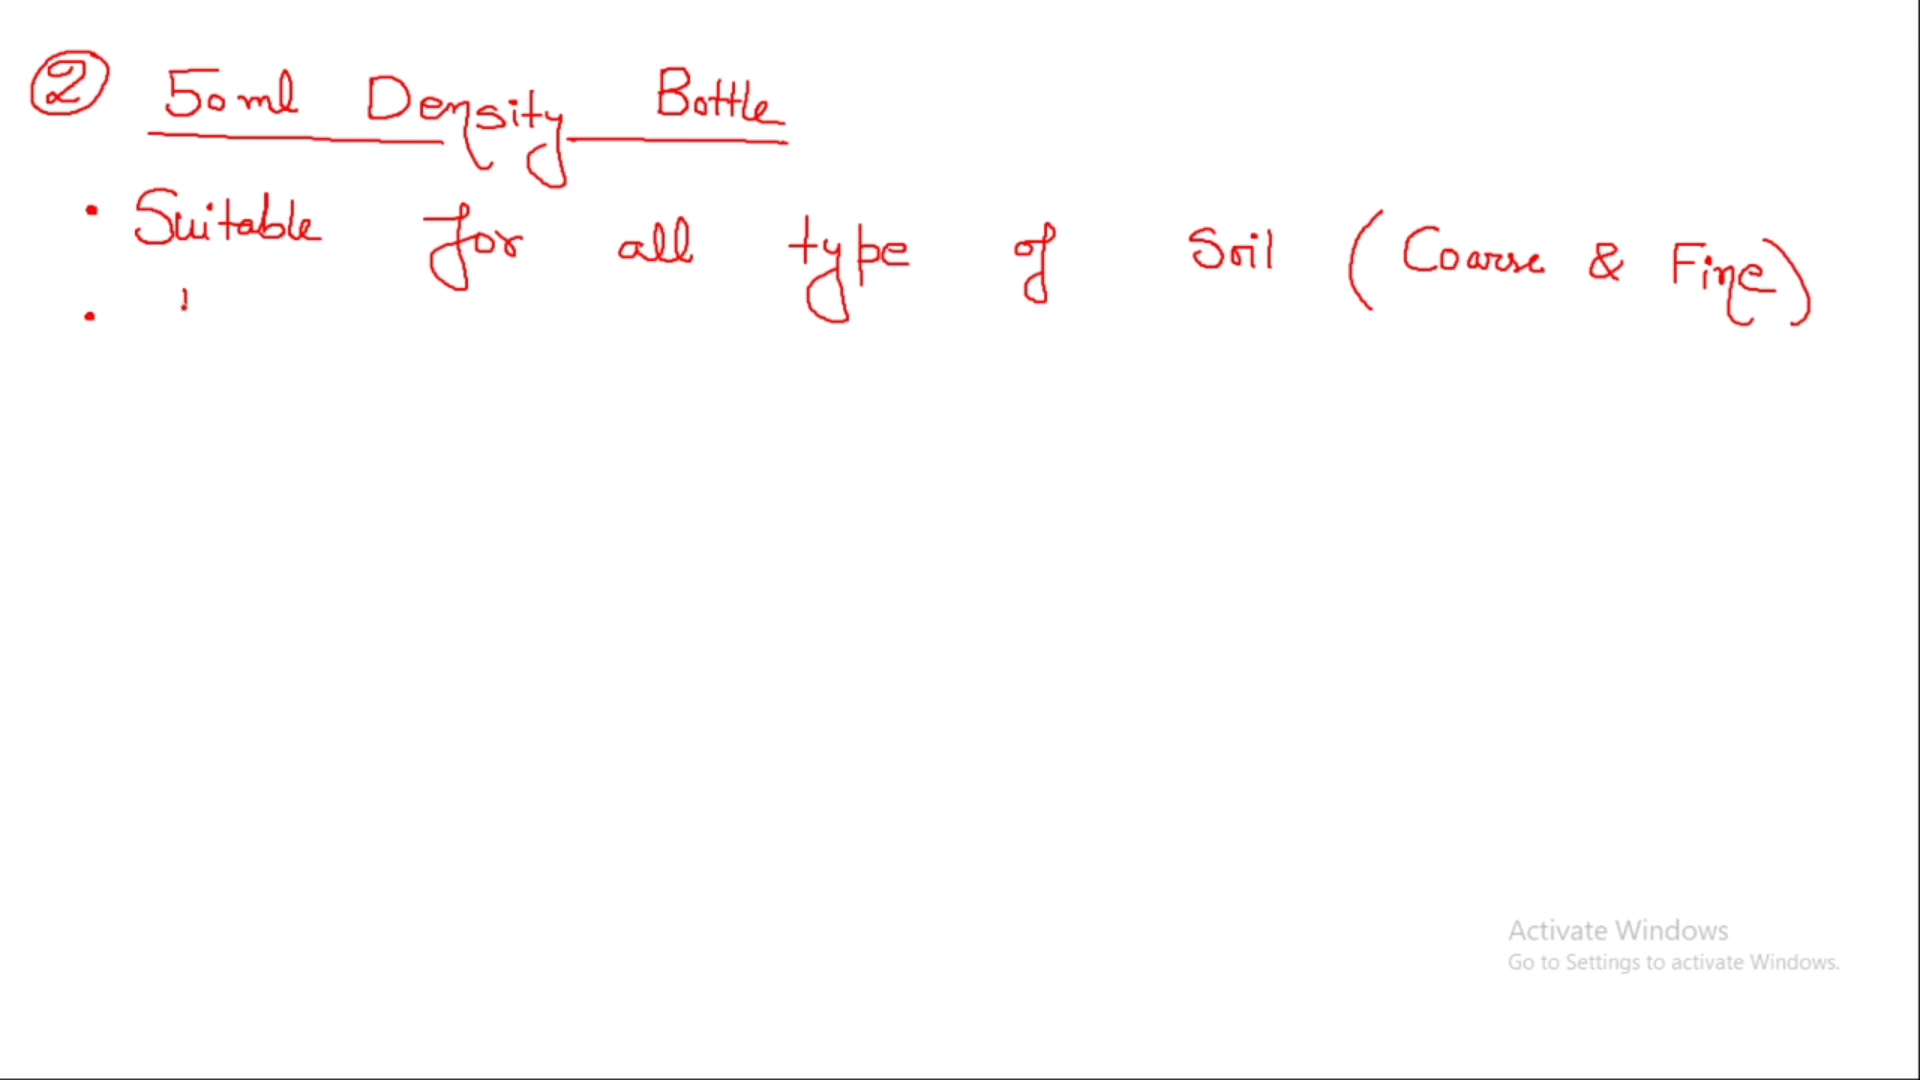 ② 50ml Density Bottle
• Suitable for all type of Soil (Coarse & Fine)
•
Activate Windows
Go to Settings to activate Windows.